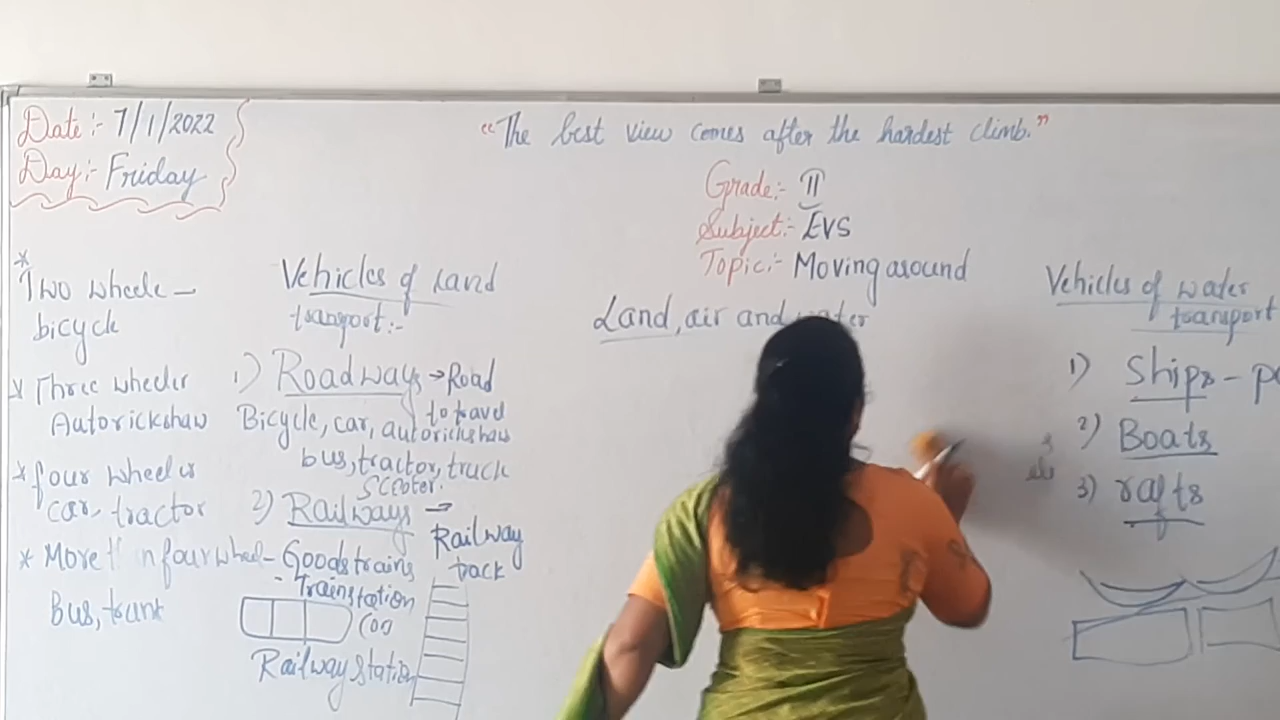 Date:- 7/1/2022
Day:- Friday
"The best view comes after the hardest climb."
Grade:- II
Subject:- EVS
Topic:- Moving around
Land, air and water
*
Two wheele -
bicycle
* Three wheeler
Autorickshaw
* four wheeler
car, tractor
* More than four wheel -
Bus, trunk
Vehicles of Land
transport:-
1) Roadways → Road
to travel
Bicycle, car, autorickshaw
bus, tractor, truck
Scooter.
2) Railways →
Railway
track
Goods trains
- Train station
Railway station
Vehicles of water
transport
1) Ships -
2) Boats
3) rafts